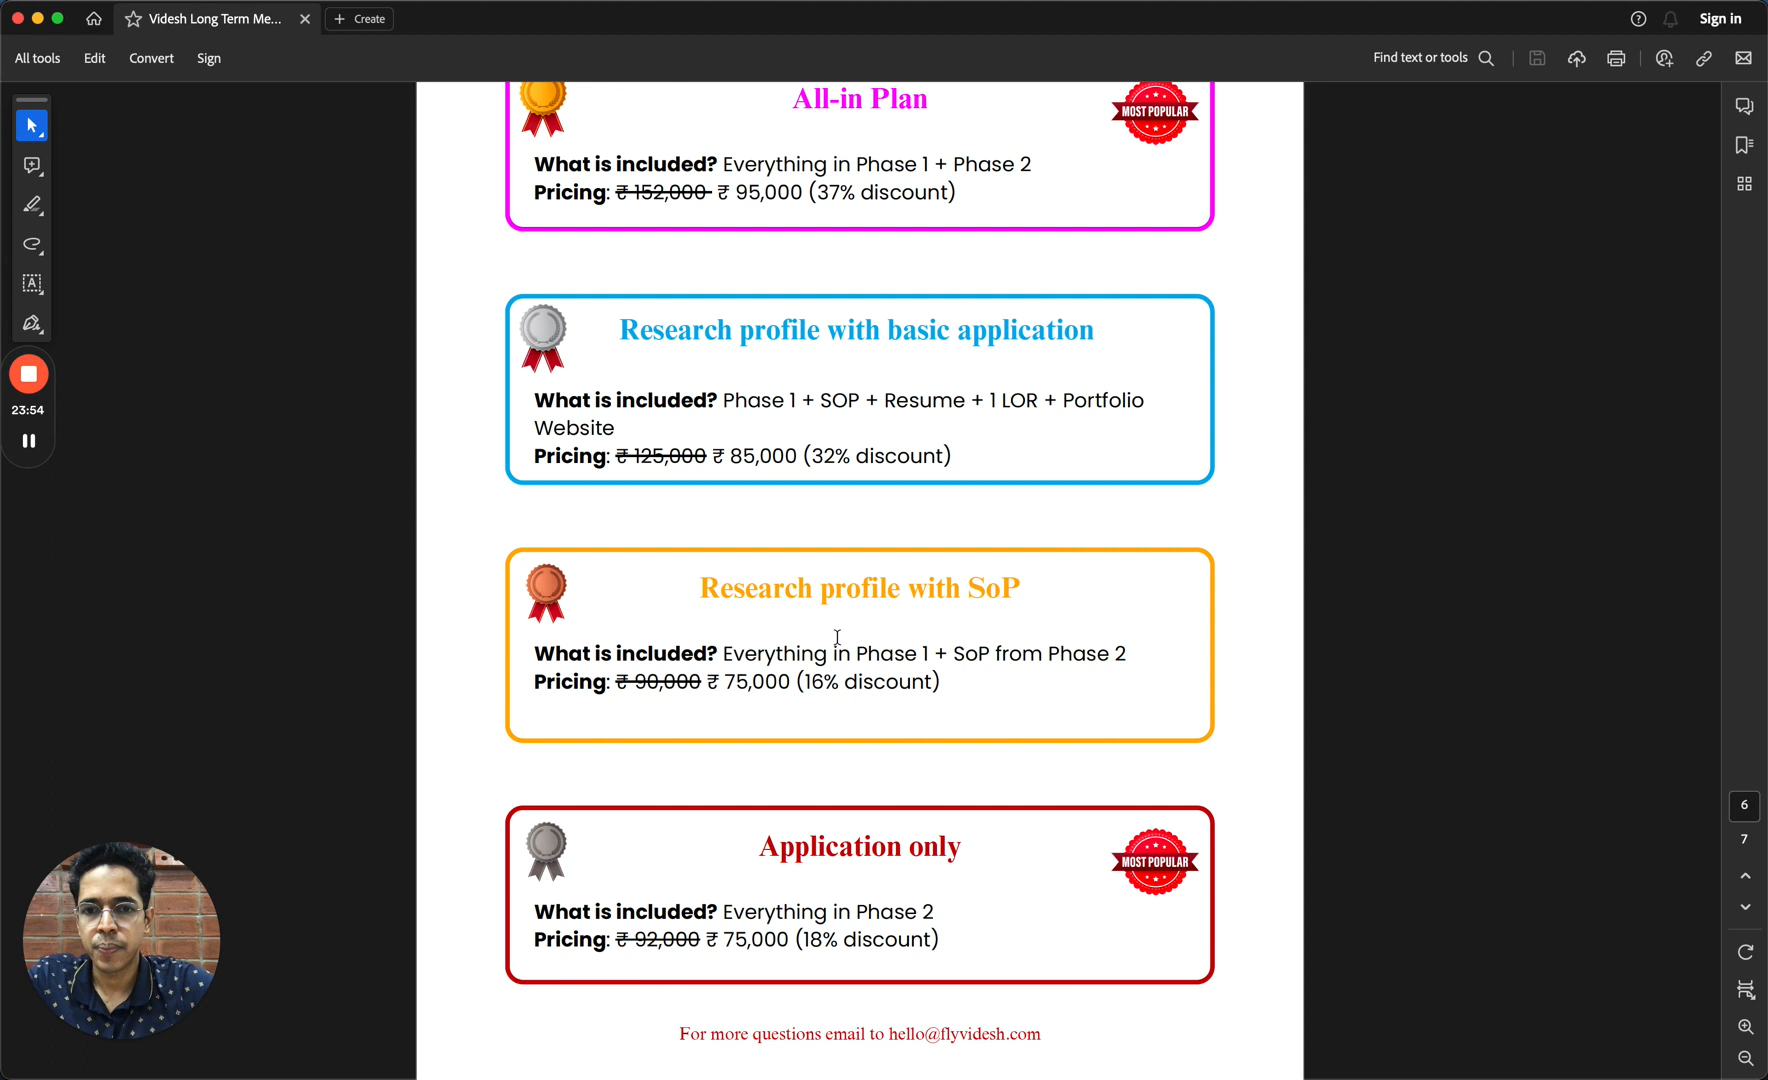 Videsh Long Term Me...
Create
Sign in
All tools
Edit
Convert
Sign
Find text or tools
All-in Plan
MOST POPULAR
What is included? Everything in Phase 1 + Phase 2
Pricing: ₹ 152,000 ₹ 95,000 (37% discount)
Research profile with basic application
What is included? Phase 1 + SOP + Resume + 1 LOR + Portfolio
Website
Pricing: ₹ 125,000 ₹ 85,000 (32% discount)
23:54
Research profile with SoP
What is included? Everything in Phase 1 + SoP from Phase 2
Pricing: ₹ 90,000 ₹ 75,000 (16% discount)
Application only
MOST POPULAR
What is included? Everything in Phase 2
Pricing: ₹ 92,000 ₹ 75,000 (18% discount)
For more questions email to hello@flyvidesh.com
6
7